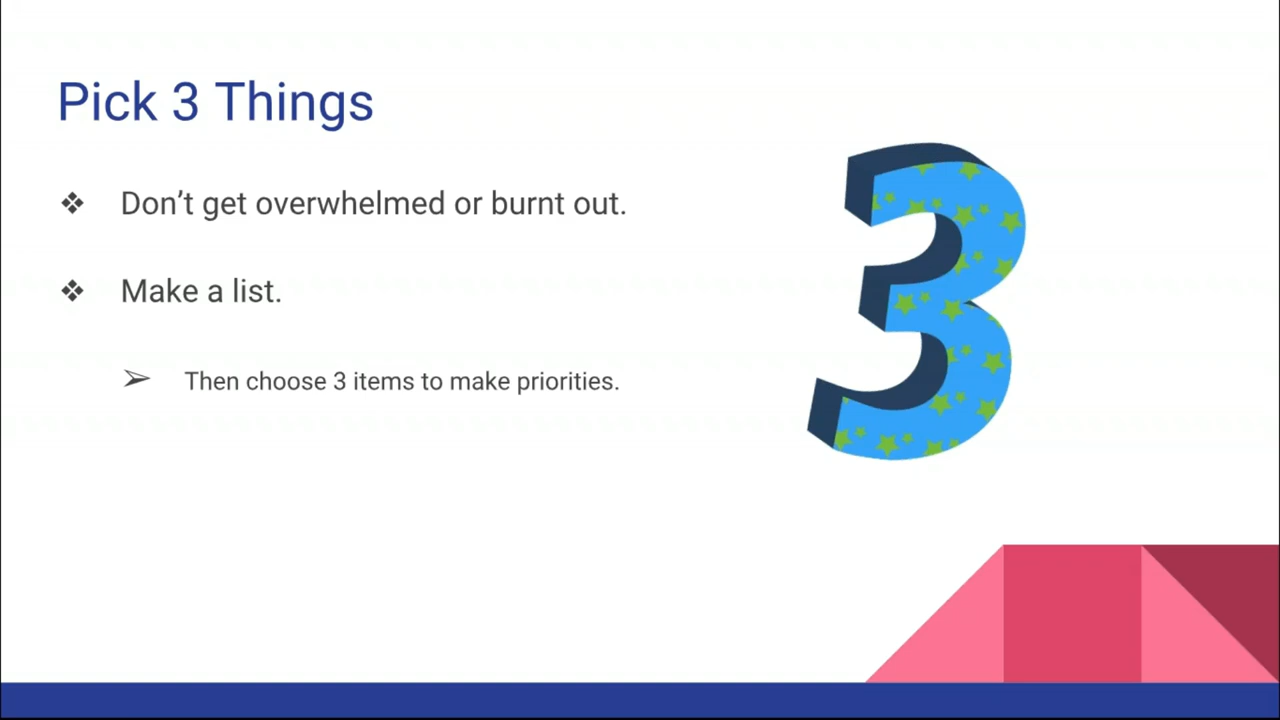 Pick 3 Things
❖ Don’t get overwhelmed or burnt out.
❖ Make a list.
➢ Then choose 3 items to make priorities.
3